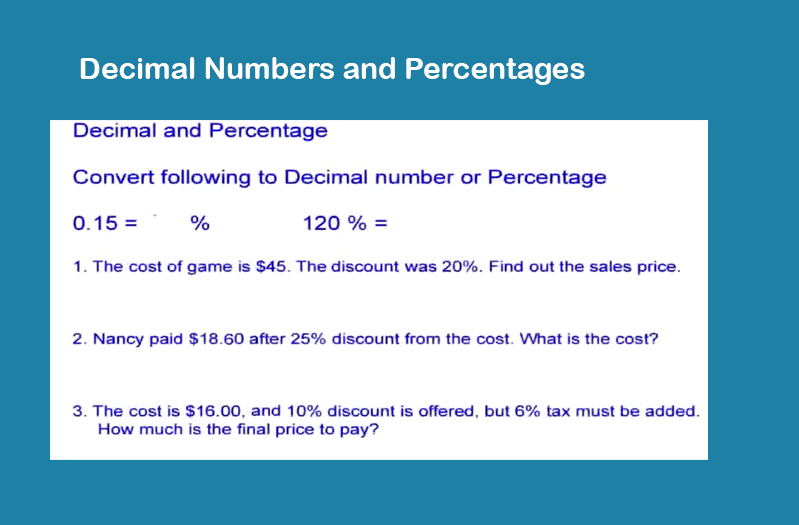 Decimal Numbers and Percentages
Decimal and Percentage
Convert following to Decimal number or Percentage
0.15 = % 120 % =
1. The cost of game is $45. The discount was 20%. Find out the sales price.
2. Nancy paid $18.60 after 25% discount from the cost. What is the cost?
3. The cost is $16.00, and 10% discount is offered, but 6% tax must be added.
How much is the final price to pay?